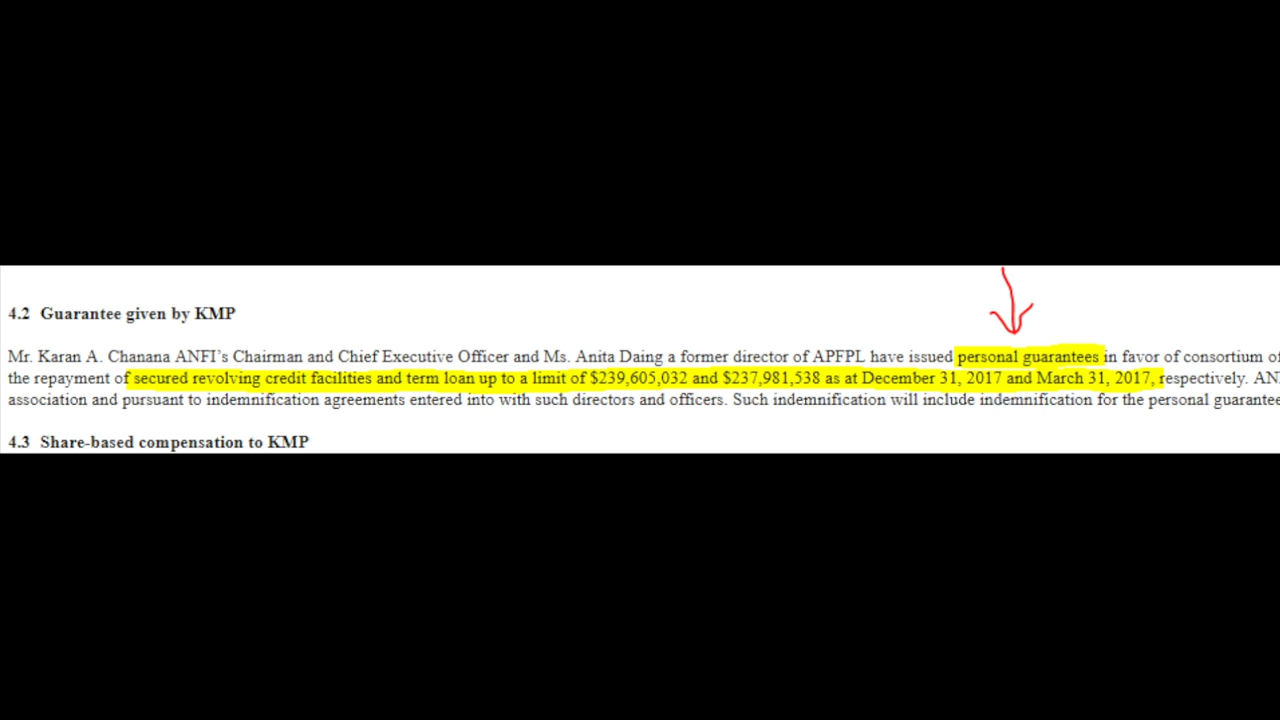 4.2 Guarantee given by KMP
Mr. Karan A. Chanana ANFI’s Chairman and Chief Executive Officer and Ms. Anita Daing a former director of APFPL have issued personal guarantees in favor of consortium
the repayment of secured revolving credit facilities and term loan up to a limit of $239,605,032 and $237,981,538 as at December 31, 2017 and March 31, 2017, respectively.
association and pursuant to indemnification agreements entered into with such directors and officers. Such indemnification will include indemnification for the personal
4.3 Share-based compensation to KMP